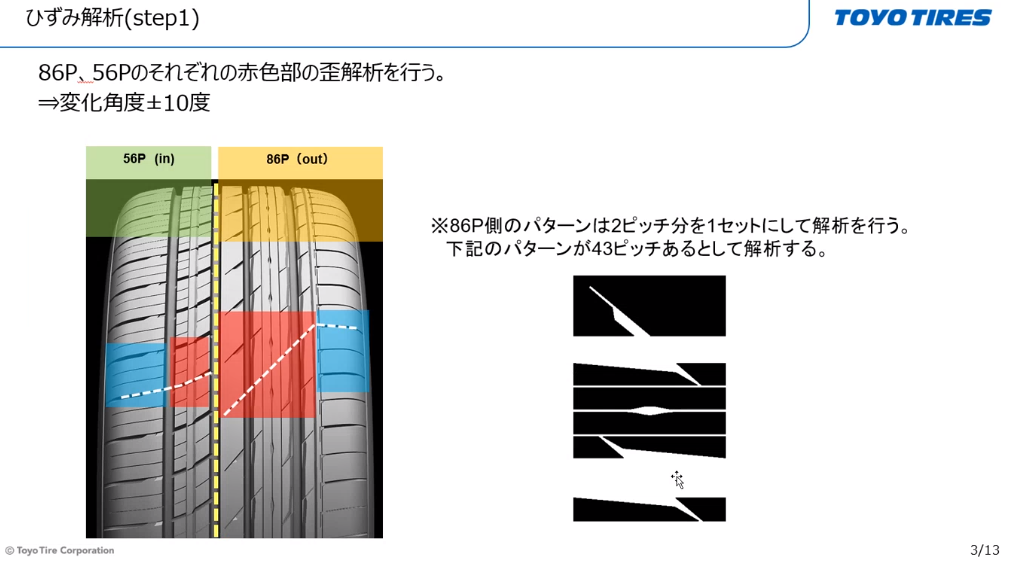 ひずみ解析(step1)
TOYO TIRES
86P、56Pのそれぞれの赤色部の歪解析を行う。
⇒変化角度±10度
56P (in)
86P (out)
※86P側のパターンは2ピッチ分を1セットにして解析を行う。
下記のパターンが43ピッチあるとして解析する。
© Toyo Tire Corporation
3/13